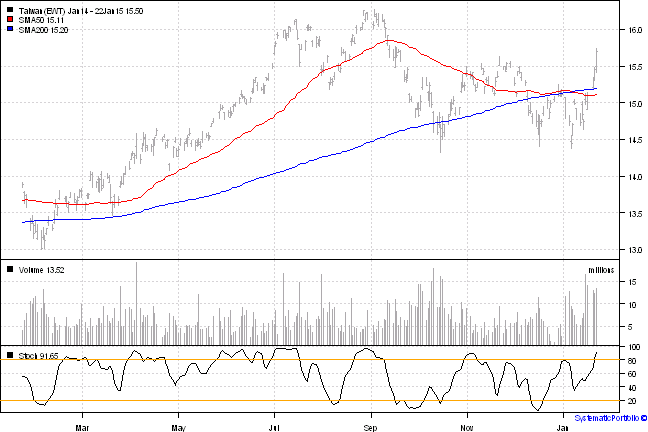 Taiwan (EWT) Jan14 - 22Jan15 15.50
SMA50 15.11
SMA200 15.20
16.0
15.5
15.0
14.5
14.0
13.5
13.0
Volume 13.52
millions
15
10
5
Stoch 91.65
100
80
60
40
20
Mar
May
Jul
Sep
Nov
Jan
SystematicPortfolio ©